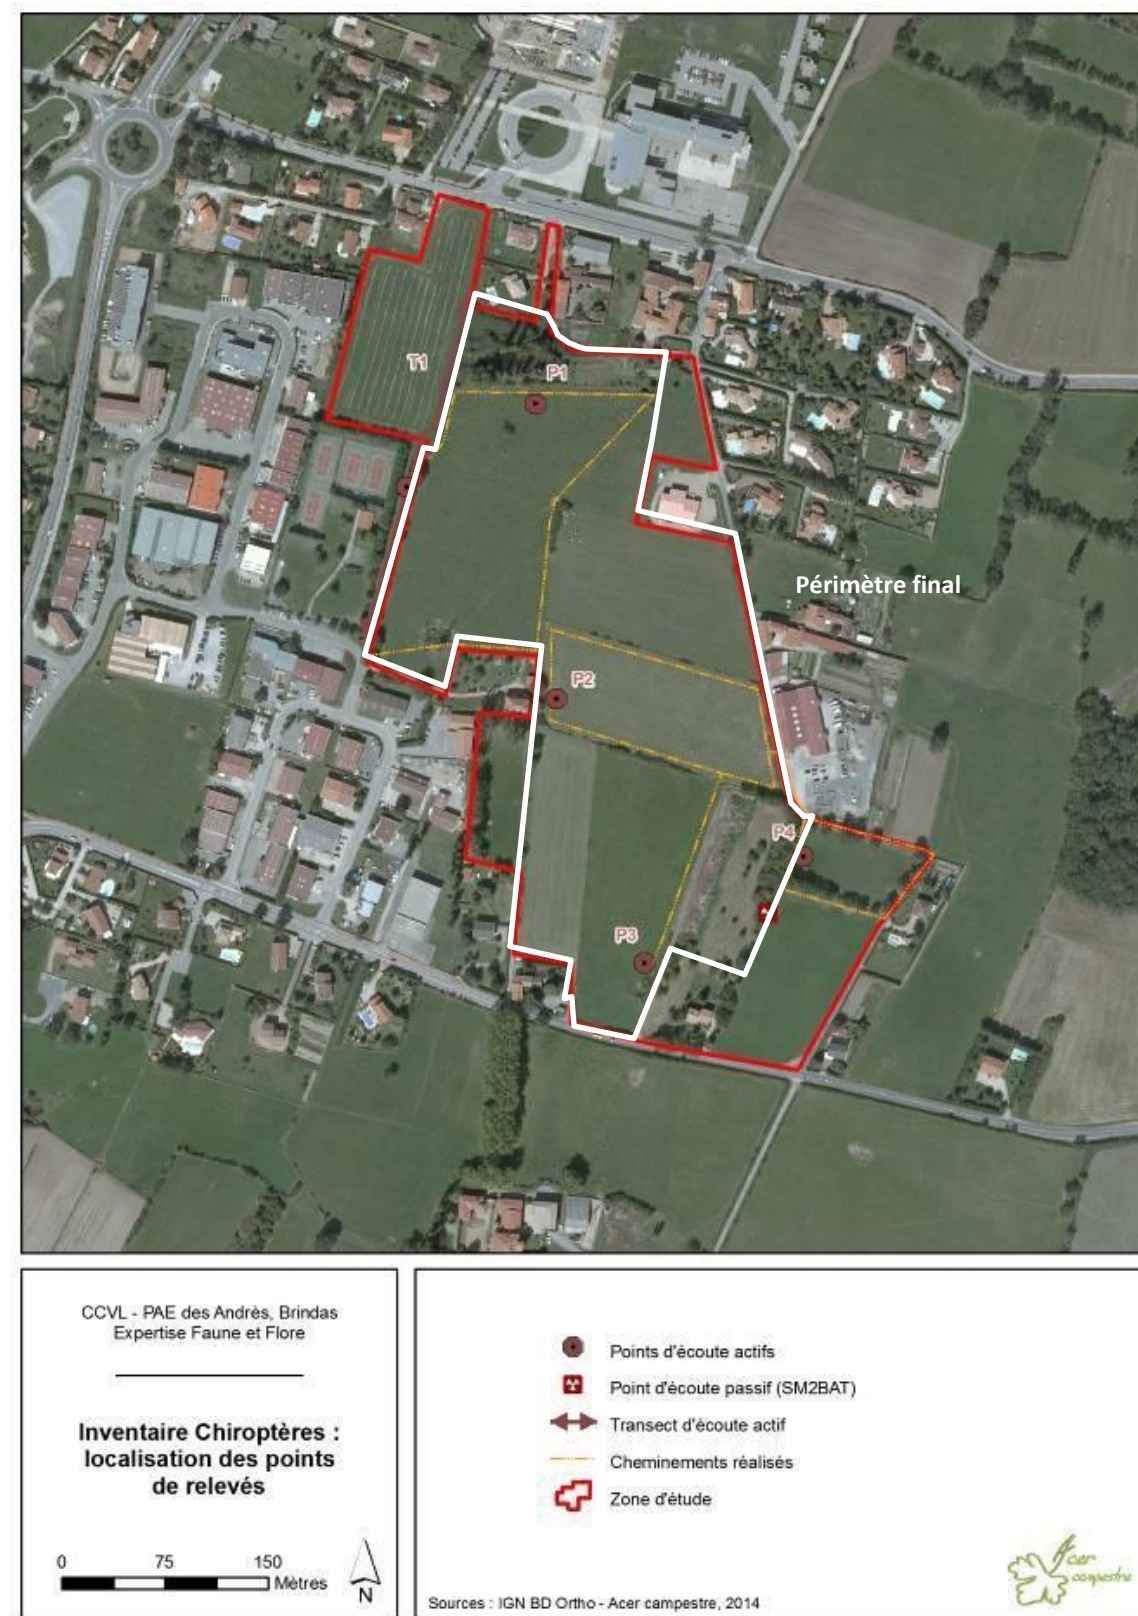 T1
P1
Périmètre final
P2
P4
P3
CCVL - PAE des Andrès, Brindas
Expertise Faune et Flore
Inventaire Chiroptères :
localisation des points
de relevés
0 75 150
Mètres
N
Points d'écoute actifs
Point d'écoute passif (SM2BAT)
Transect d'écoute actif
Cheminements réalisés
Zone d'étude
Sources : IGN BD Ortho - Acer campestre, 2014
Acer
campestre